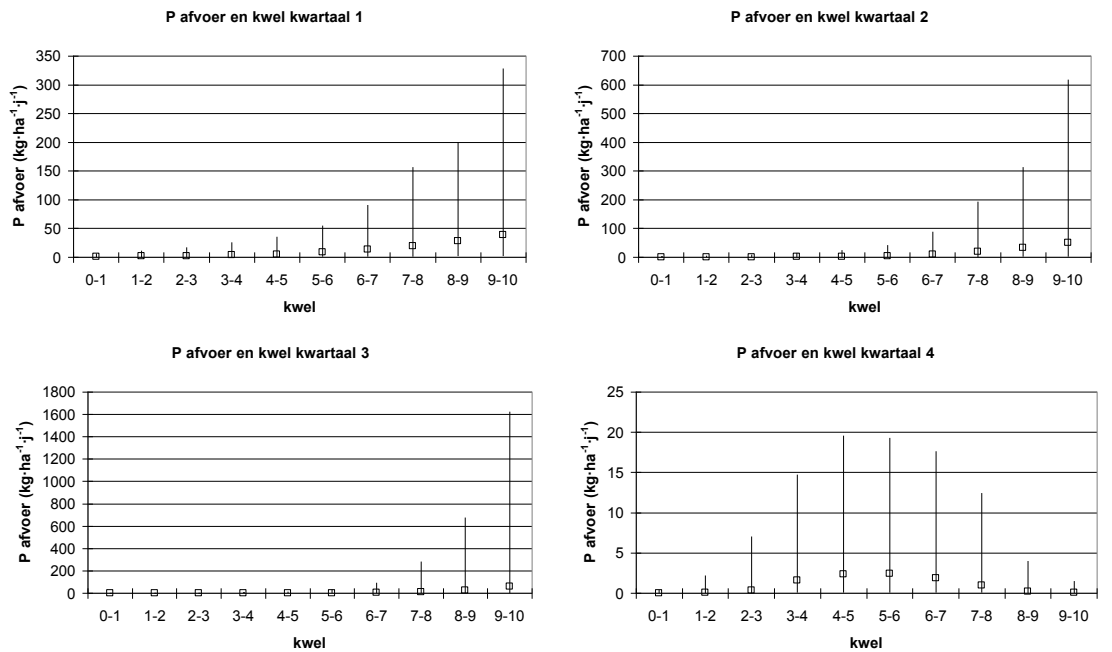 P afvoer en kwel kwartaal 1
P afvoer (kg·ha⁻¹·j⁻¹)
350
300
250
200
150
100
50
0
0-1 1-2 2-3 3-4 4-5 5-6 6-7 7-8 8-9 9-10
kwel
P afvoer en kwel kwartaal 2
P afvoer (kg·ha⁻¹·j⁻¹)
700
600
500
400
300
200
100
0
0-1 1-2 2-3 3-4 4-5 5-6 6-7 7-8 8-9 9-10
kwel
P afvoer en kwel kwartaal 3
P afvoer (kg·ha⁻¹·j⁻¹)
1800
1600
1400
1200
1000
800
600
400
200
0
0-1 1-2 2-3 3-4 4-5 5-6 6-7 7-8 8-9 9-10
kwel
P afvoer en kwel kwartaal 4
P afvoer (kg·ha⁻¹·j⁻¹)
25
20
15
10
5
0
0-1 1-2 2-3 3-4 4-5 5-6 6-7 7-8 8-9 9-10
kwel